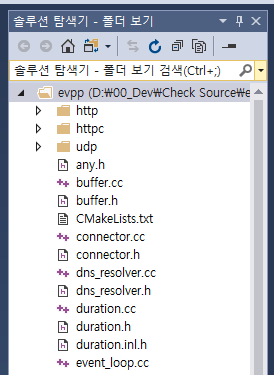 솔루션 탐색기 - 폴더 보기
솔루션 탐색기 - 폴더 보기 검색(Ctrl+;)
evpp (D:\00_Dev\Check Source\e
http
httpc
udp
any.h
buffer.cc
buffer.h
CMakeLists.txt
connector.cc
connector.h
dns_resolver.cc
dns_resolver.h
duration.cc
duration.h
duration.inl.h
event_loop.cc